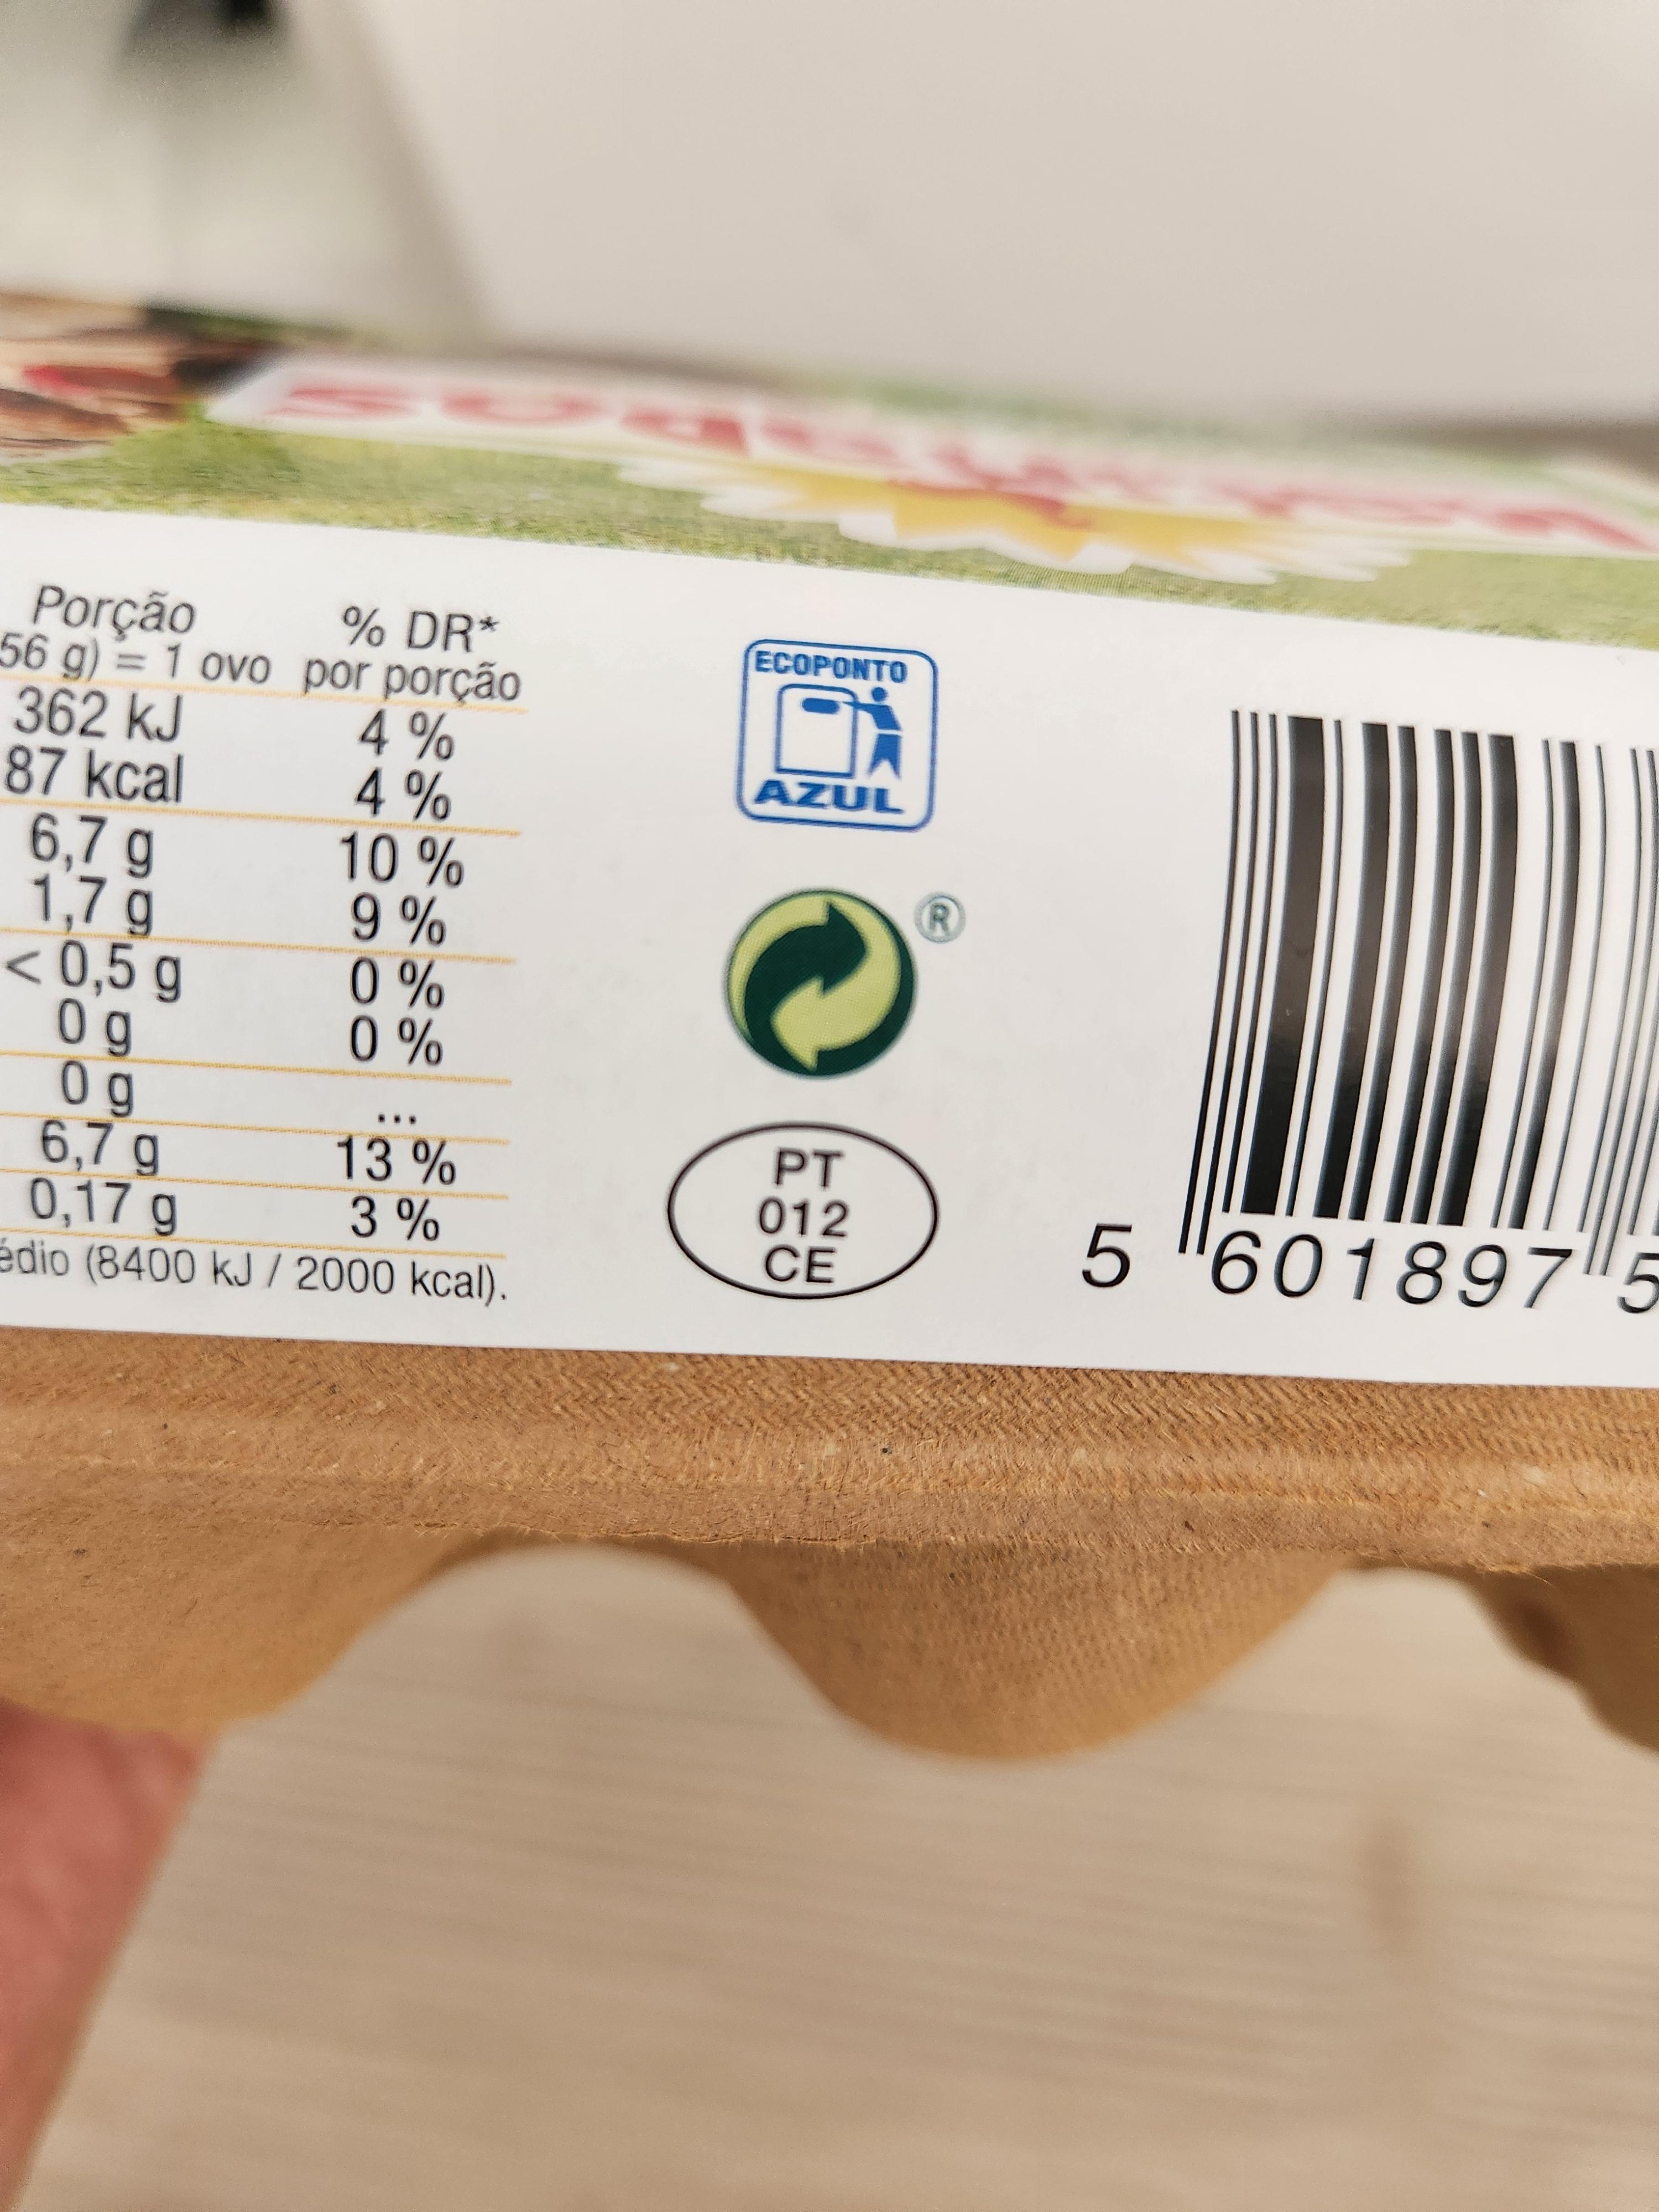 Porção % DR*
56 g) = 1 ovo por porção
362 kJ 4 %
87 kcal 4 %
6,7 g 10 %
1,7 g 9 %
< 0,5 g 0 %
0 g 0 %
0 g ...
6,7 g 13 %
0,17 g 3 %
édio (8400 kJ / 2000 kcal).
ECOPONTO
AZUL
®
PT
012
CE
5 601897 5